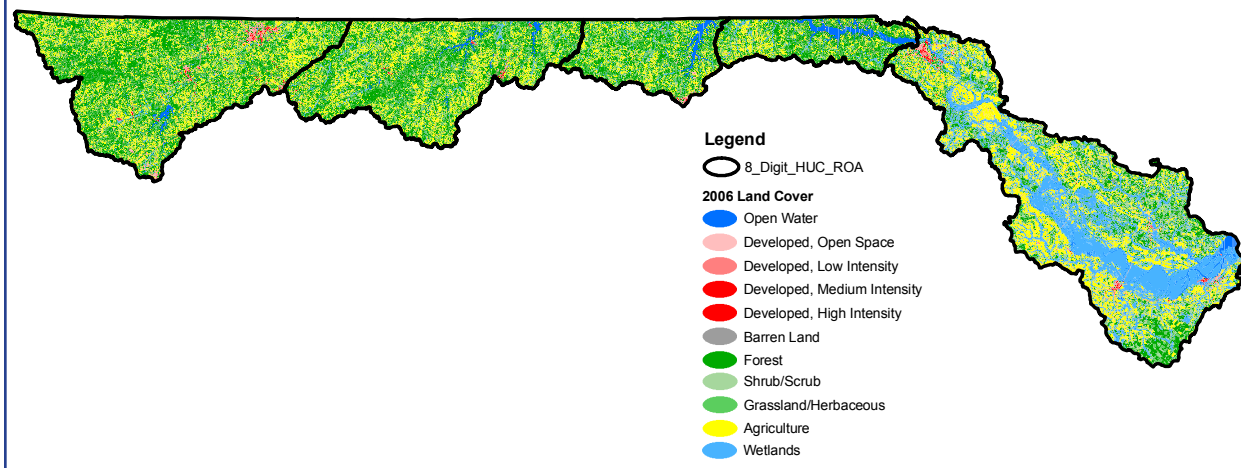 Legend
8_Digit_HUC_ROA
2006 Land Cover
Open Water
Developed, Open Space
Developed, Low Intensity
Developed, Medium Intensity
Developed, High Intensity
Barren Land
Forest
Shrub/Scrub
Grassland/Herbaceous
Agriculture
Wetlands